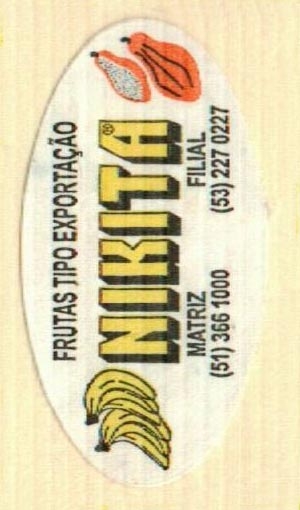 FRUTAS TIPO EXPORTAÇÃO
NIKITA®
MATRIZ FILIAL
(51) 366 1000 (53) 227 0227